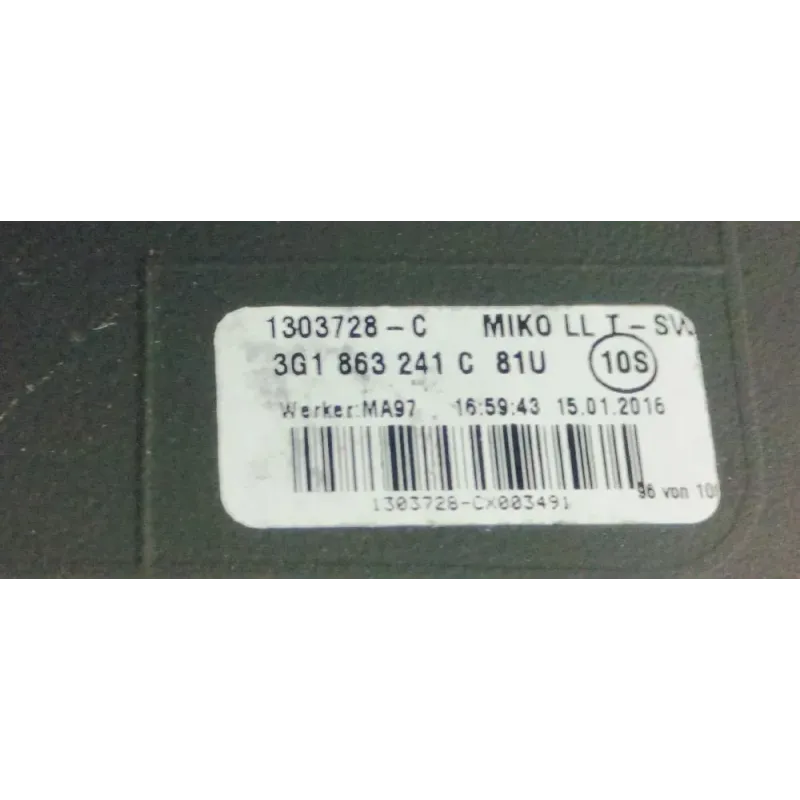 1303728-C MIKO LL T-SW
3G1 863 241 C 81U 10S
Werker:MA97 16:59:43 15.01.2016
96 von
1303728-CX003491